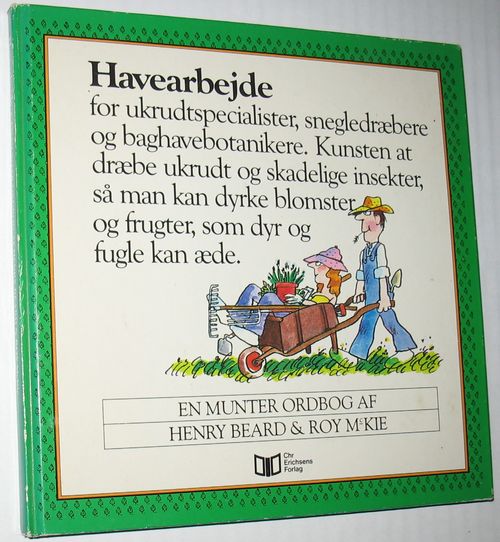 Havearbejde
for ukrudtspecialister, snegledræbere
og baghavebotanikere. Kunsten at
dræbe ukrudt og skadelige insekter,
så man kan dyrke blomster
og frugter, som dyr og
fugle kan æde.
EN MUNTER ORDBOG AF
HENRY BEARD & ROY McKIE
Chr
Erichsens
Forlag